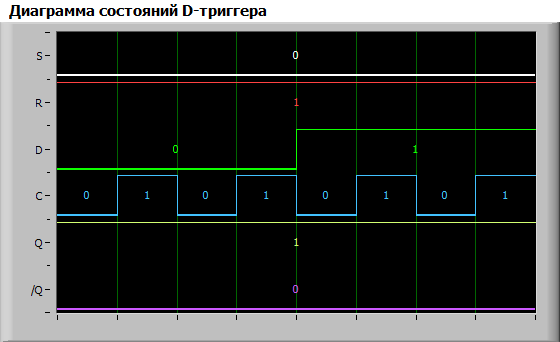 Диаграмма состояний D-триггера
S 0
R 1
D 0 1
C 0 1 0 1 0 1 0 1
Q 1
/Q 0